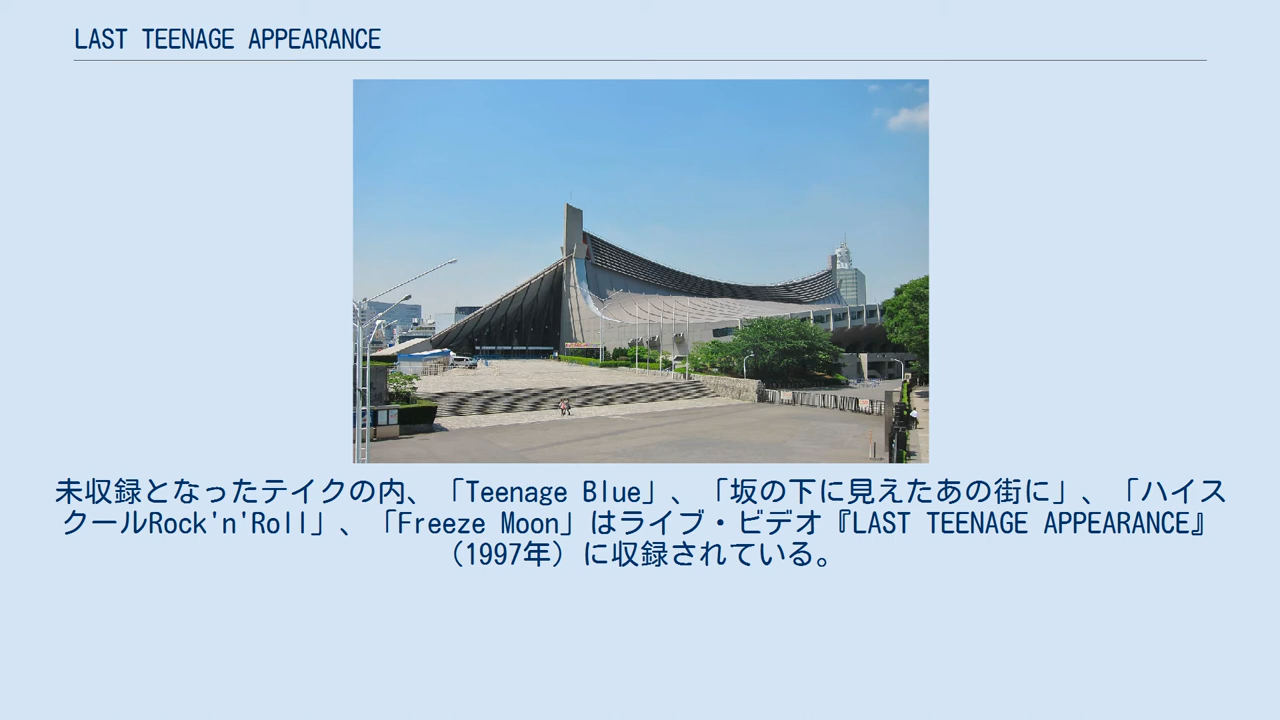 LAST TEENAGE APPEARANCE
未収録となったテイクの内、「Teenage Blue」、「坂の下に見えたあの街に」、「ハイス
クールRock'n'Roll」、「Freeze Moon」はライブ・ビデオ『LAST TEENAGE APPEARANCE』
（1997年）に収録されている。